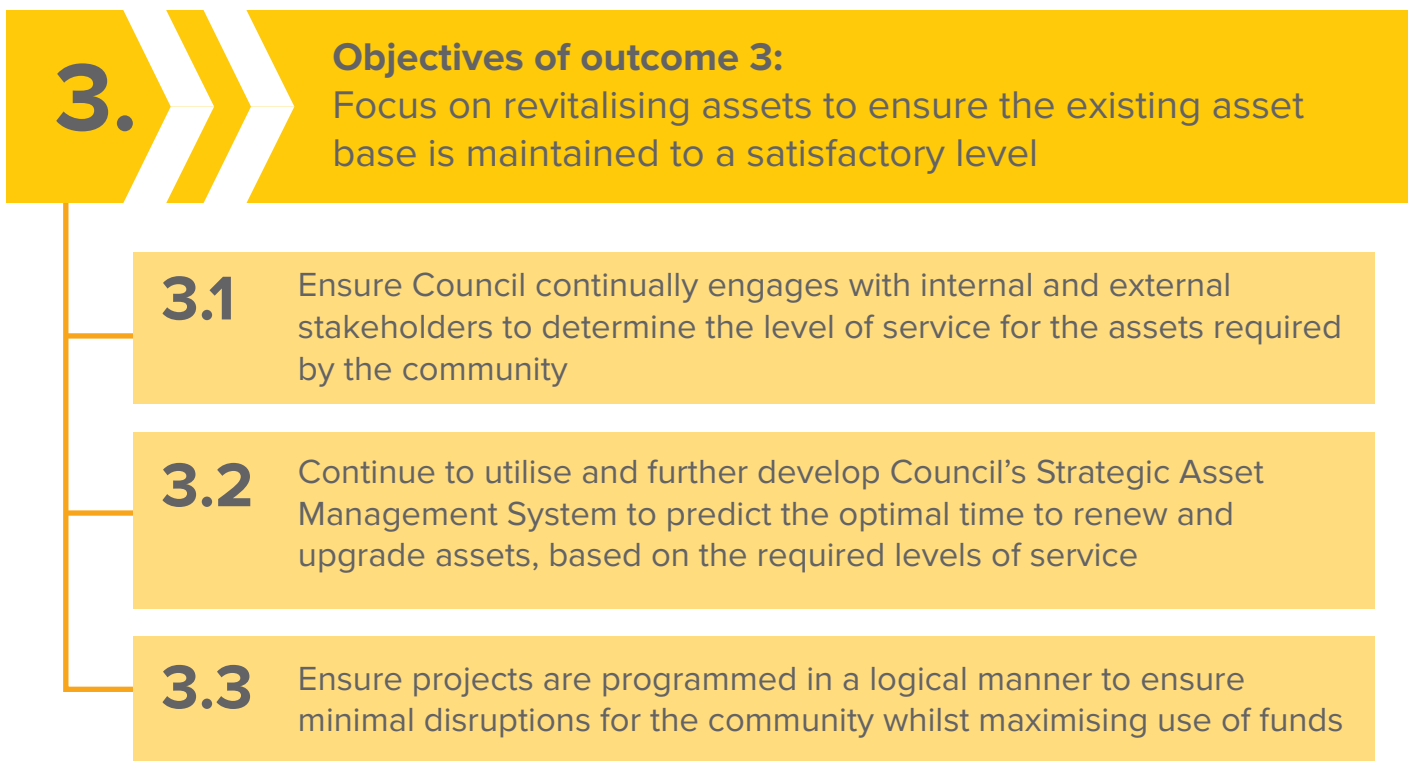 3.
Objectives of outcome 3:
Focus on revitalising assets to ensure the existing asset
base is maintained to a satisfactory level
3.1
Ensure Council continually engages with internal and external
stakeholders to determine the level of service for the assets required
by the community
3.2
Continue to utilise and further develop Council’s Strategic Asset
Management System to predict the optimal time to renew and
upgrade assets, based on the required levels of service
3.3
Ensure projects are programmed in a logical manner to ensure
minimal disruptions for the community whilst maximising use of funds